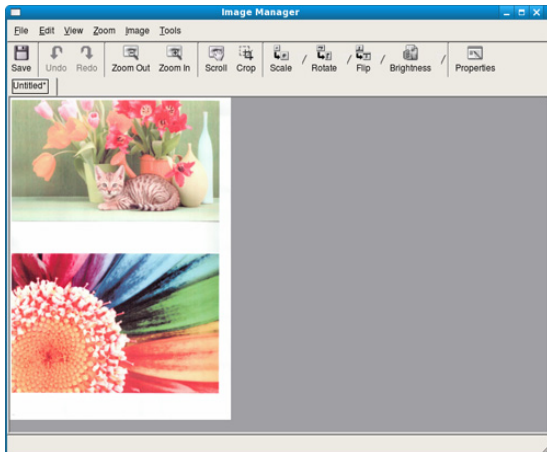 Image Manager
File Edit View Zoom Image Tools
Save Undo Redo Zoom Out Zoom In Scroll Crop Scale / Rotate / Flip / Brightness / Properties
Untitled*